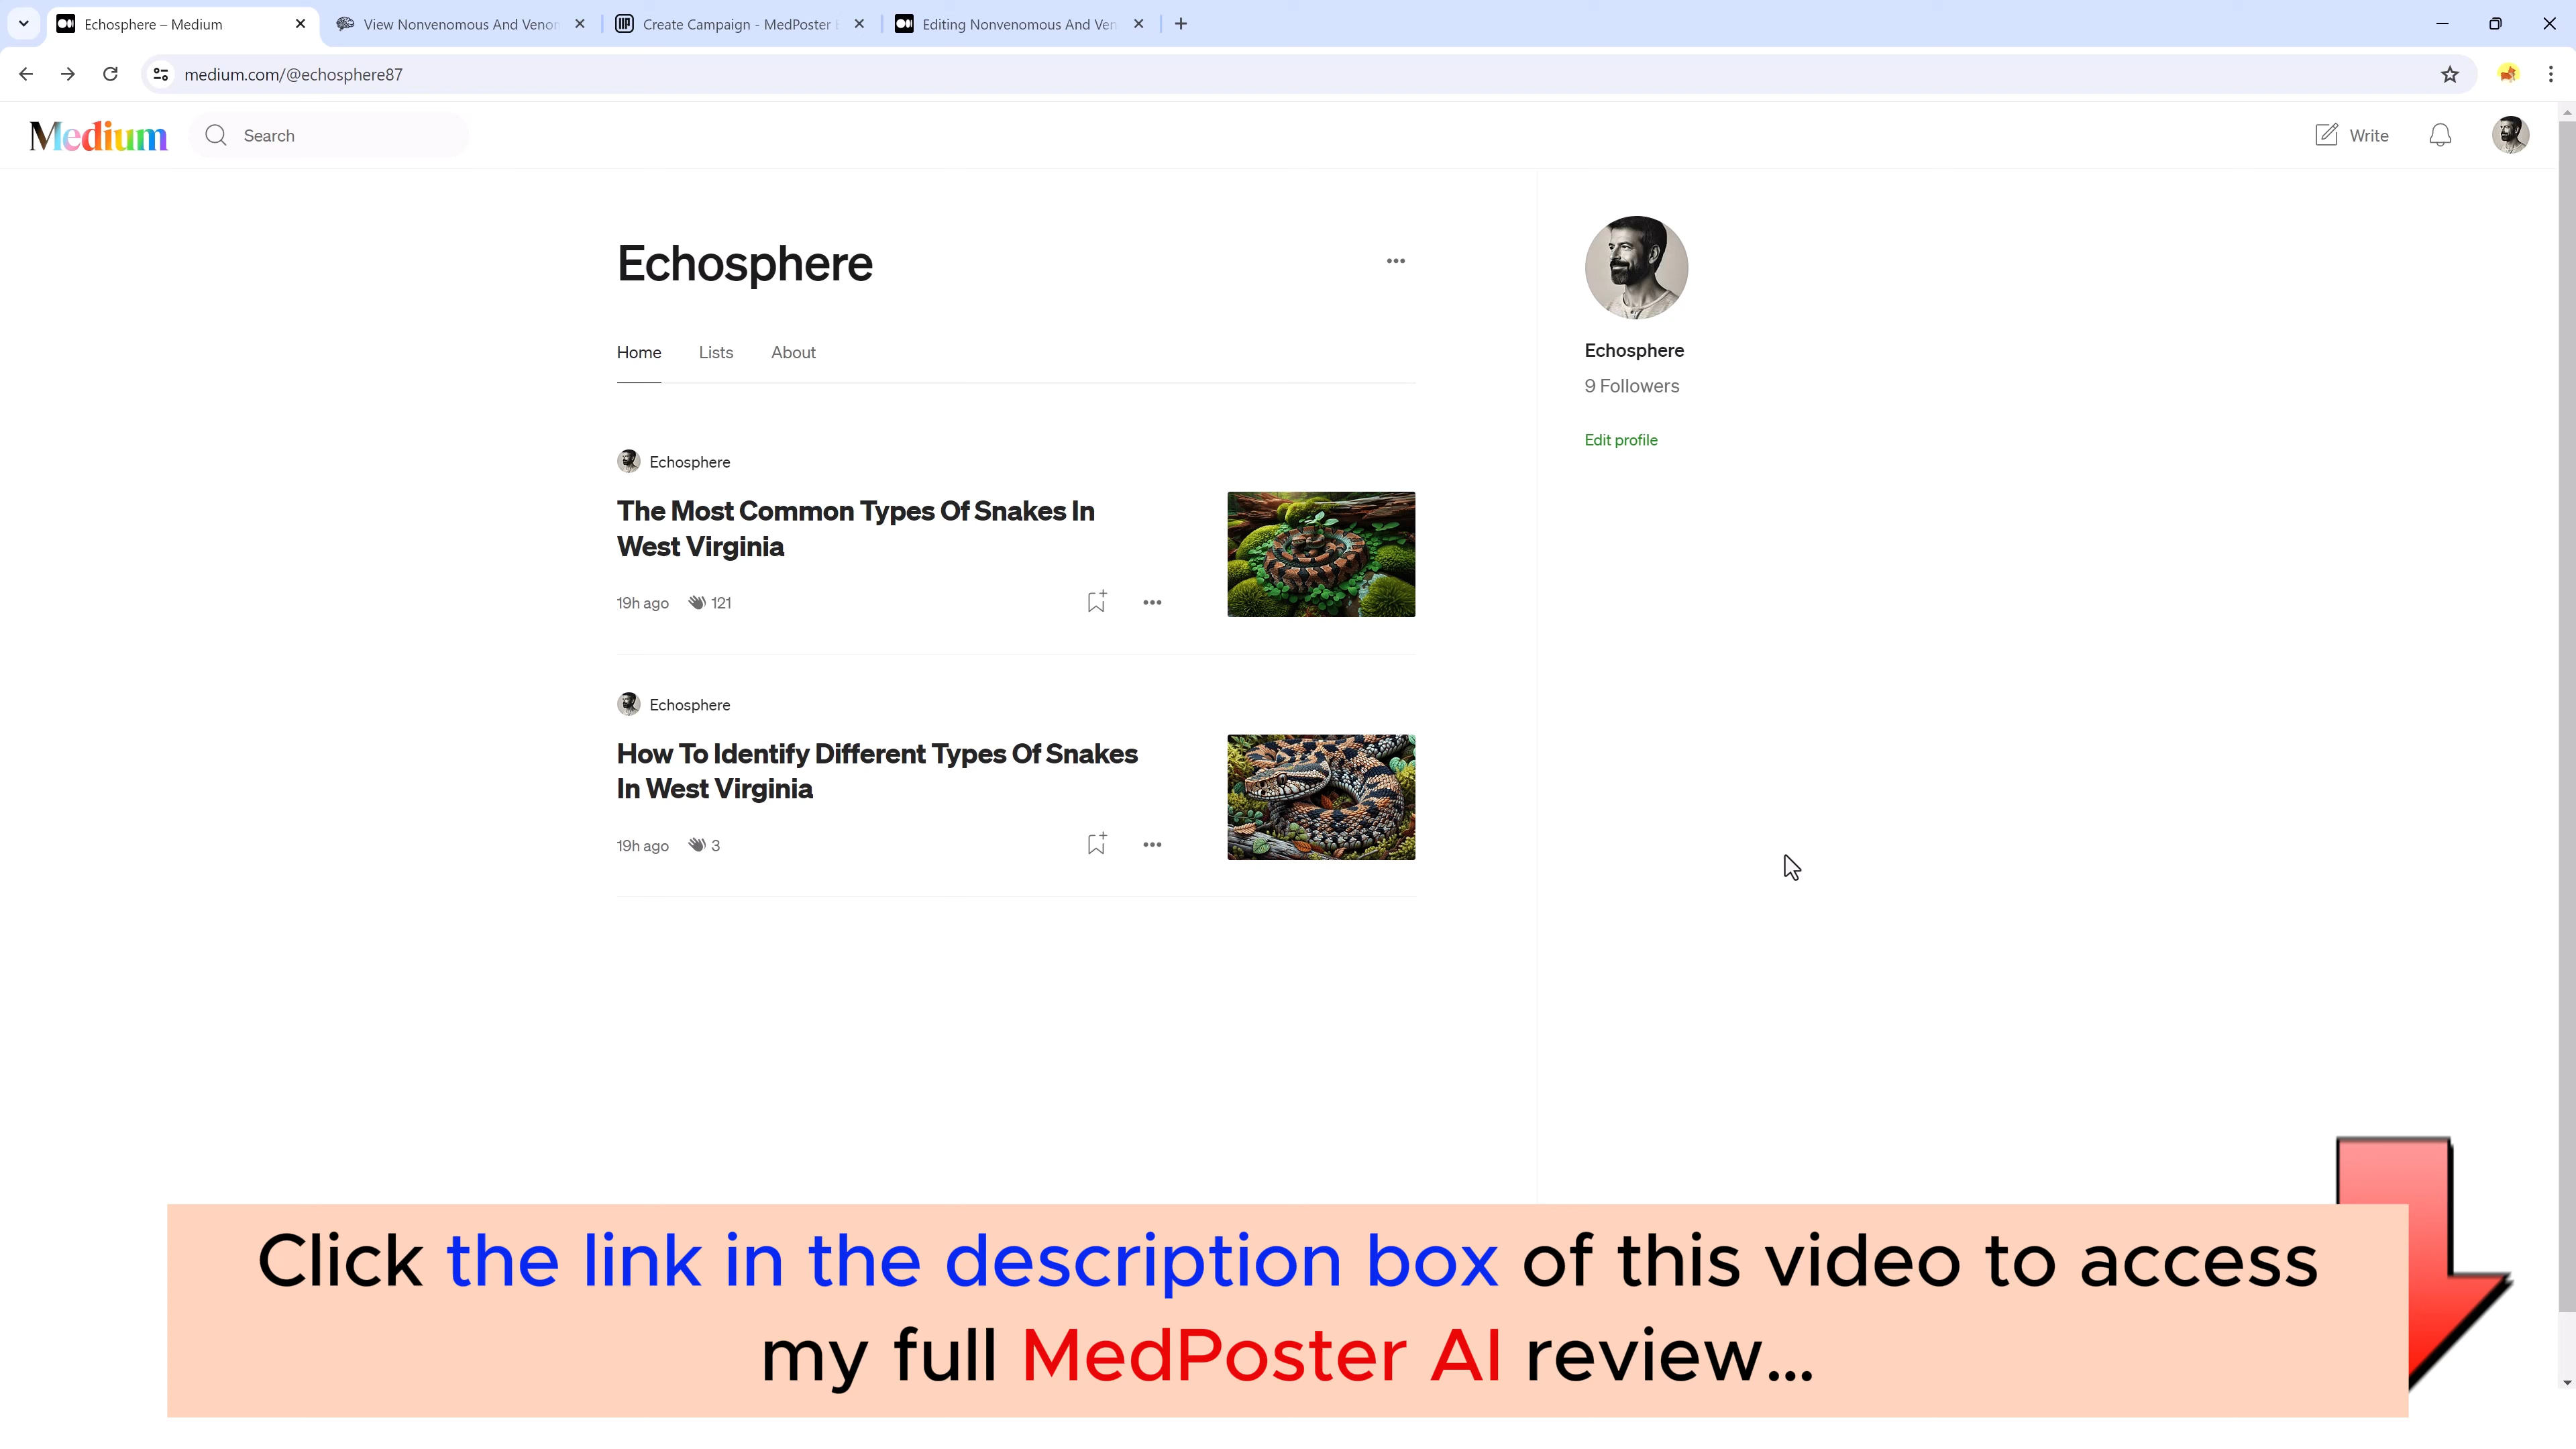 Echosphere – Medium
View Nonvenomous And Venom
Create Campaign - MedPoster
Editing Nonvenomous And Ven
medium.com/@echosphere87
Medium
Search
Write
Echosphere
Home
Lists
About
Echosphere
The Most Common Types Of Snakes In
West Virginia
19h ago
121
Echosphere
How To Identify Different Types Of Snakes
In West Virginia
19h ago
3
Echosphere
9 Followers
Edit profile
Click the link in the description box of this video to access
my full MedPoster AI review...